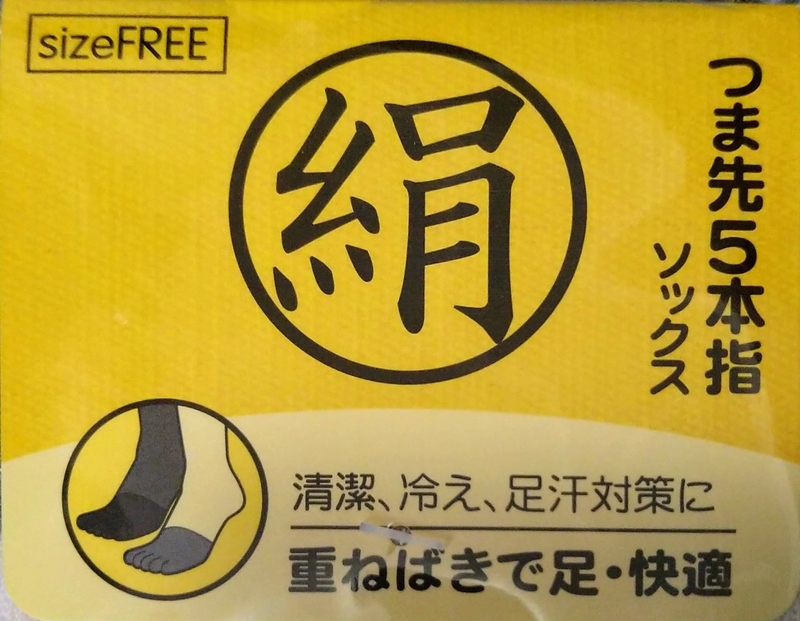 sizeFREE
絹
つま先5本指
ソックス
清潔、冷え、足汗対策に
重ねばきで足・快適